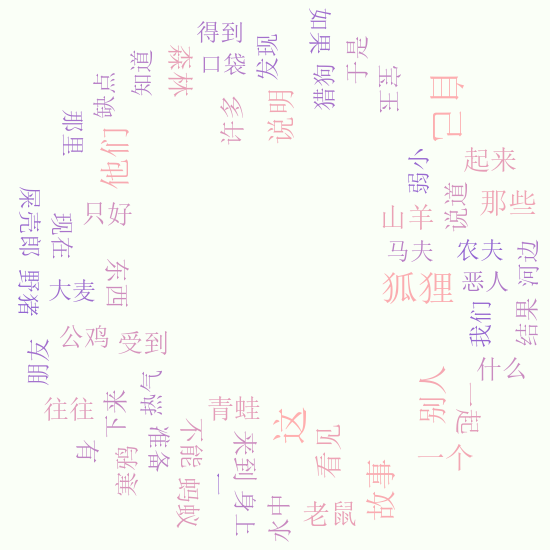 得到
如果
口袋
发现
于是
知道
森林
猎狗
王宝
缺点
许多
说明
自己
那里
他们
弱小
起来
屎壳郎
现在
只好
山羊
说道
那些
马夫
农夫
河边
野猪
大麦
东西
狐狸
恶人
我们
结果
公鸡
受到
朋友
什么
热气
别人
往往
下来
青蛙
这
一起
有
寒鸦
准备
不能
来到
看见
一个
蚂蚁
一
身上
水中
老鼠
故事